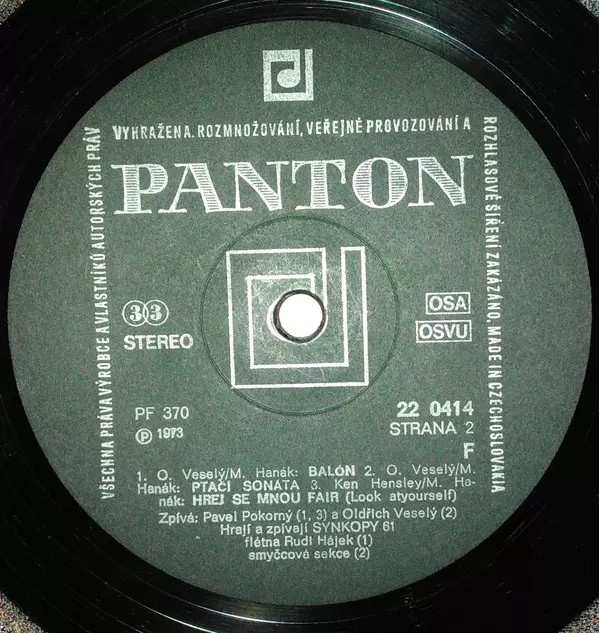 VŠECHNA PRÁVA VÝROBCE A VLASTNÍKŮ AUTORSKÝCH PRÁV
VYHRAŽENA. ROZMNOŽOVÁNÍ, VEŘEJNÉ PROVOZOVÁNÍ A
ROZHLASOVÉ ŠÍŘENÍ ZAKÁZÁNO. MADE IN CZECHOSLOVAKIA
PANTON
33
STEREO
OSA
OSVU
PF 370
℗ 1973
22 0414
STRANA 2
F
1. O. Veselý/M. Hanák: BALÓN 2. O. Veselý/M.
Hanák: PTAČÍ SONATA 3. Ken Hensley/M. Ha-
nák: HREJ SE MNOU FAIR (Look atyourself)
Zpívá: Pavel Pokorný (1, 3) a Oldřich Veselý (2)
Hrají a zpívají SYNKOPY 61
flétna Rudi Hájek (1)
smyčcová sekce (2)